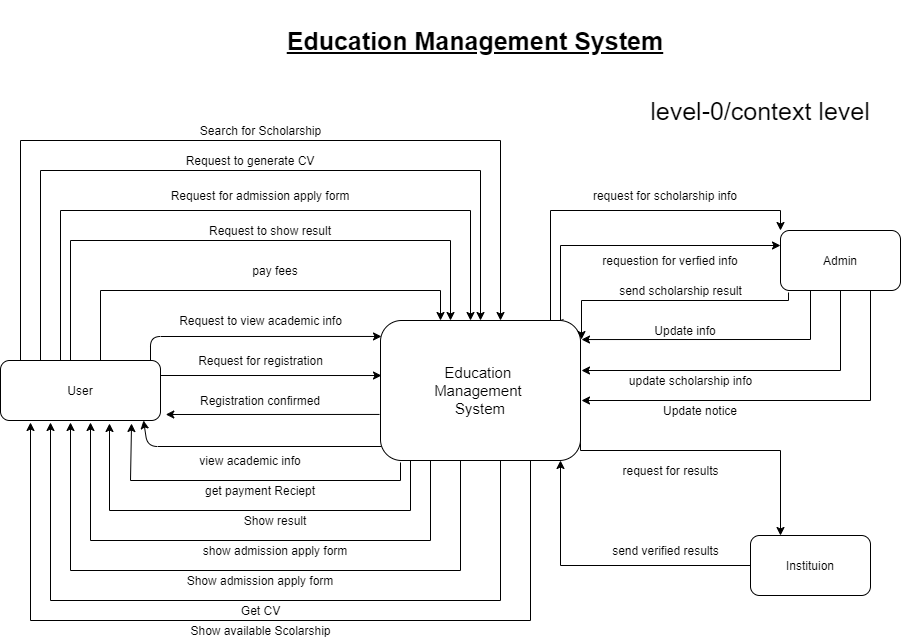 Education Management System
level-0/context level
Search for Scholarship
Request to generate CV
Request for admission apply form
request for scholarship info
Request to show result
requestion for verfied info
Admin
pay fees
send scholarship result
Request to view academic info
Update info
Request for registration
Education
Management
System
update scholarship info
User
Registration confirmed
Update notice
view academic info
request for results
get payment Reciept
Show result
show admission apply form
send verified results
Instituion
Show admission apply form
Get CV
Show available Scolarship